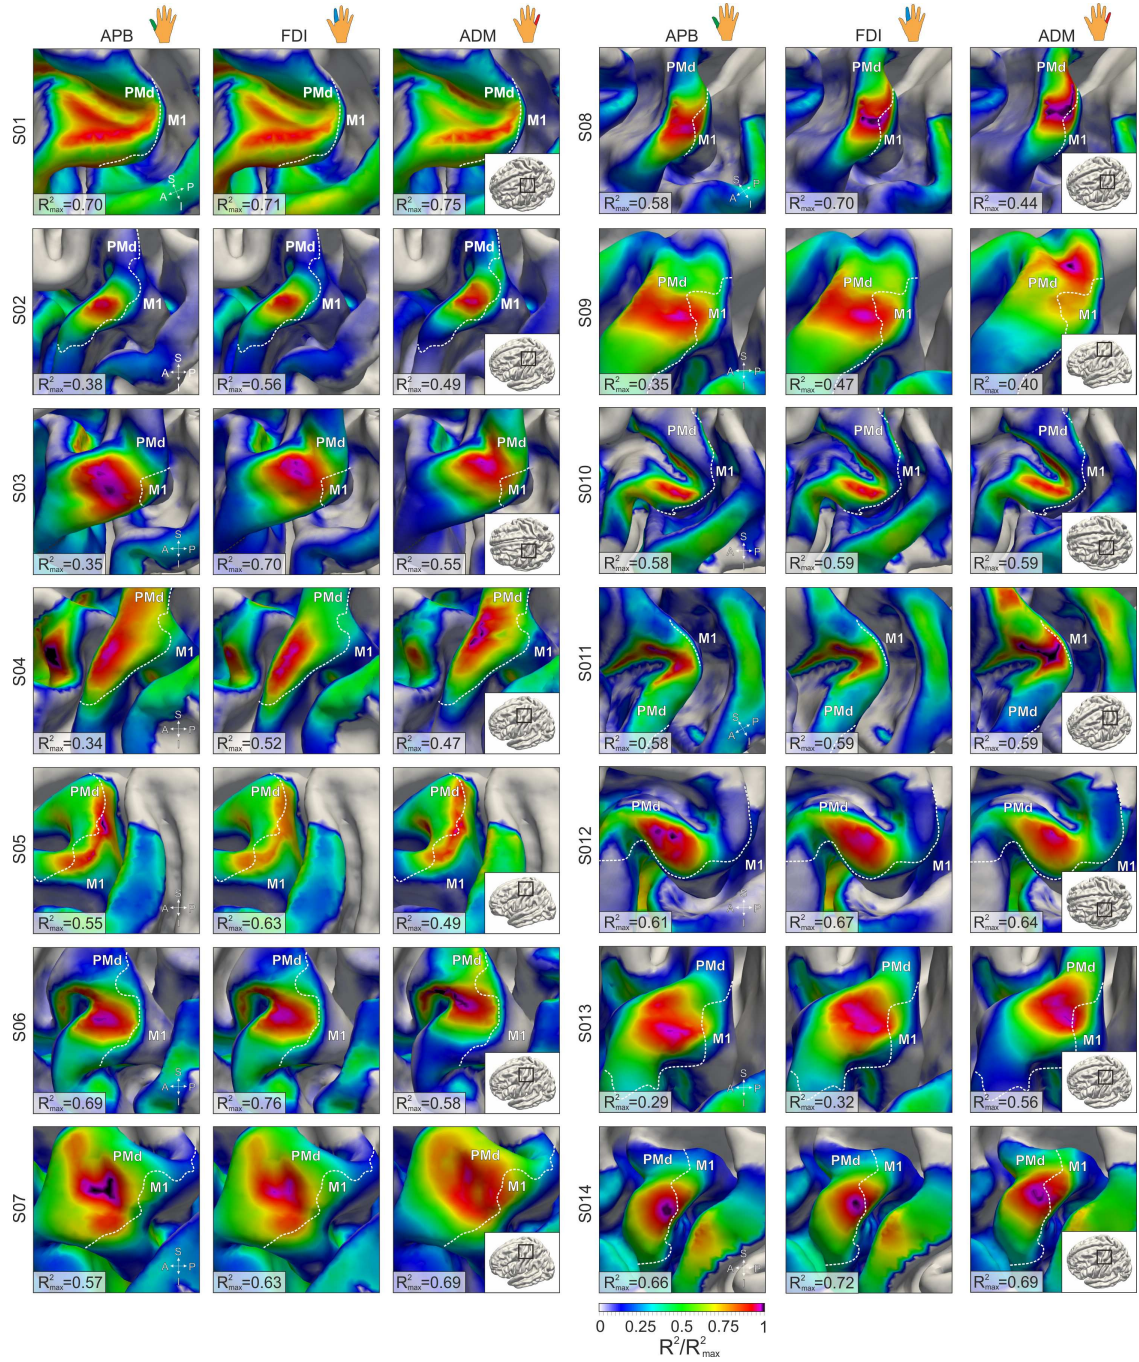 APB FDI ADM APB FDI ADM
S01 PMd M1 PMd M1 PMd M1
S A P I
R²max=0.70 R²max=0.71 R²max=0.75
S08 PMd M1 PMd M1 PMd M1
S A P I
R²max=0.58 R²max=0.70 R²max=0.44
S02 PMd M1 PMd M1 PMd M1
S A P I
R²max=0.38 R²max=0.56 R²max=0.49
S09 PMd M1 PMd M1 PMd M1
S A P I
R²max=0.35 R²max=0.47 R²max=0.40
S03 PMd M1 PMd M1 PMd M1
S A P I
R²max=0.35 R²max=0.70 R²max=0.55
S010 PMd M1 PMd M1 PMd M1
S A P I
R²max=0.58 R²max=0.59 R²max=0.59
S04 PMd M1 PMd M1 PMd M1
S A P I
R²max=0.34 R²max=0.52 R²max=0.47
S011 M1 PMd M1 PMd M1 PMd
S P A I
R²max=0.58 R²max=0.59 R²max=0.59
S05 PMd M1 PMd M1 PMd M1
S A P I
R²max=0.55 R²max=0.63 R²max=0.49
S012 PMd M1 PMd M1 PMd M1
S A P I
R²max=0.61 R²max=0.67 R²max=0.64
S06 PMd M1 PMd M1 PMd M1
S A P I
R²max=0.69 R²max=0.76 R²max=0.58
S013 PMd M1 PMd M1 PMd M1
S A P I
R²max=0.29 R²max=0.32 R²max=0.56
S07 PMd M1 PMd M1 PMd M1
S A P I
R²max=0.57 R²max=0.63 R²max=0.69
S014 PMd M1 PMd M1 PMd M1
S A P I
R²max=0.66 R²max=0.72 R²max=0.69
0 0.25 0.5 0.75 1
R²/R²max